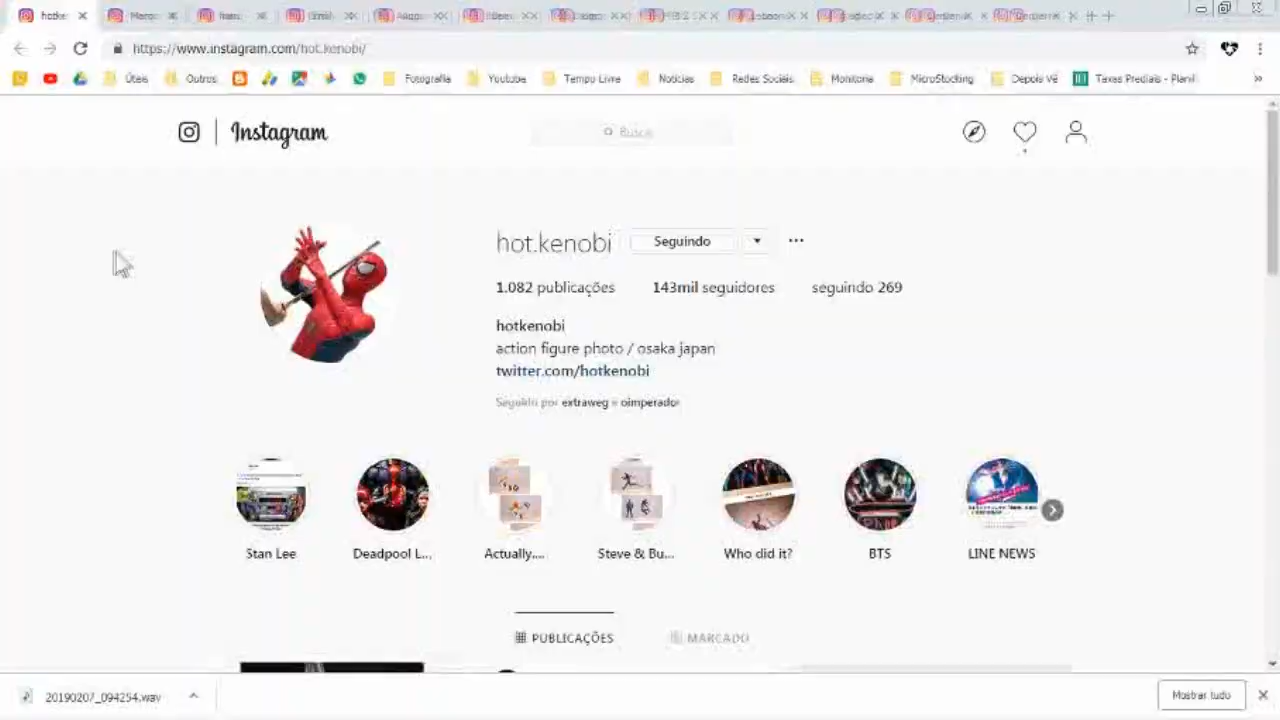 hotke
https://www.instagram.com/hot.kenobi/
Úteis
Outros
Fotografia
Youtube
Tempo Livre
Notícias
Redes Sociais
Monitoria
MicroStocking
Depois Vê
Taxas Prediais - Planil
Instagram
Busca
hot.kenobi
Seguindo
1.082 publicações 143mil seguidores seguindo 269
hotkenobi
action figure photo / osaka japan
twitter.com/hotkenobi
Seguido por extraweg e oimperador
Stan Lee
Deadpool L...
Actually....
Steve & Bu...
Who did it?
BTS
LINE NEWS
PUBLICAÇÕES
MARCADO
20190207_094254.wav
Mostrar tudo